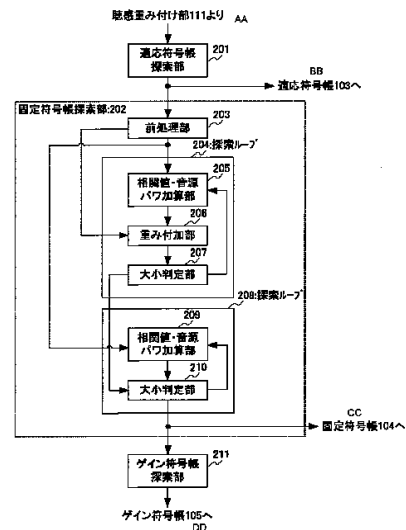 聴感重み付け部111より AA
201
適応符号帳
探索部
BB
適応符号帳103へ
固定符号帳探索部:202
203
前処理部
204:探索ループ
205
相関値・音源
パワ加算部
206
重み付加部
207
大小判定部
208:探索ループ
209
相関値・音源
パワ加算部
210
大小判定部
CC
固定符号帳104へ
211
ゲイン符号帳
探索部
ゲイン符号帳105へ
DD